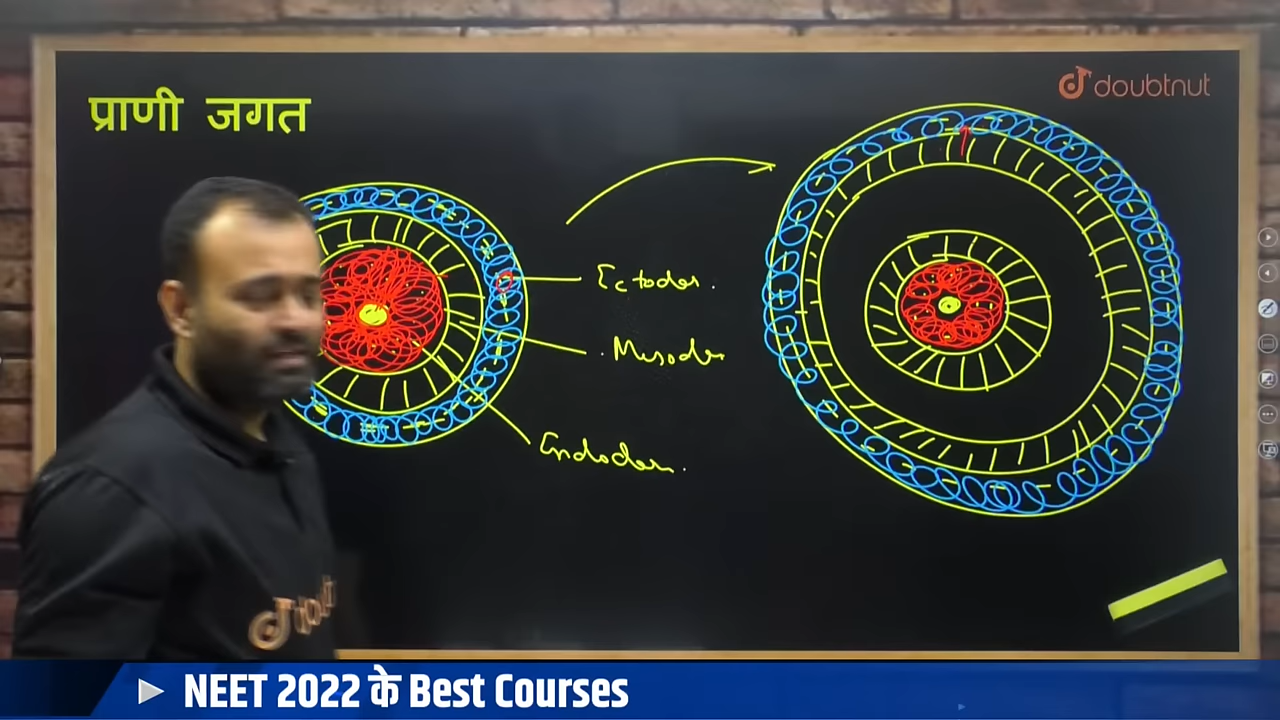 प्राणी जगत
doubtnut
Ectoder.
Mesoder
Endoder.
NEET 2022 के Best Courses